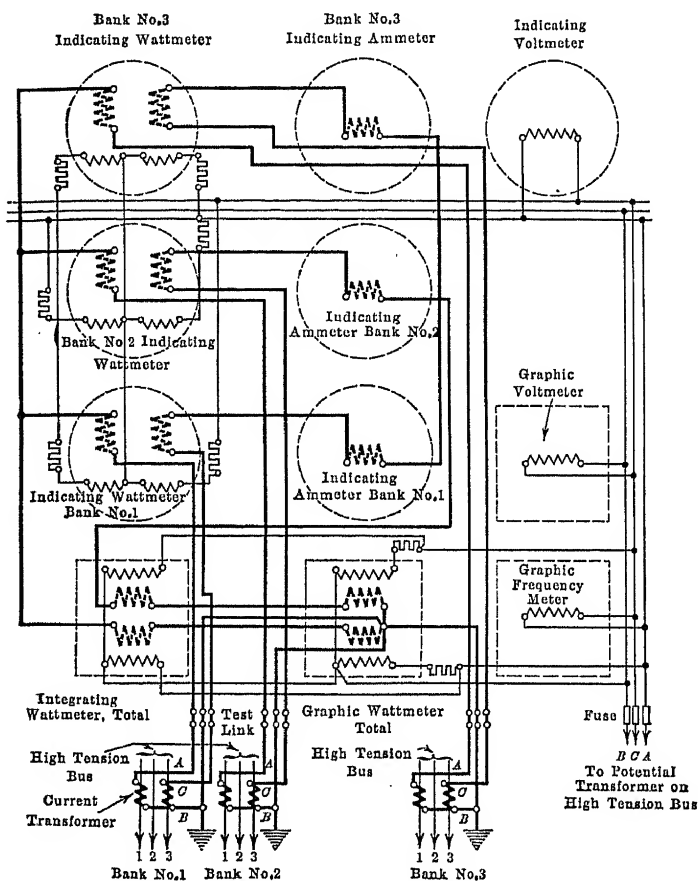 Bank No.3
Indicating Wattmeter
Bank No.3
Indicating Ammeter
Indicating
Voltmeter
Bank No.2 Indicating
Wattmeter
Indicating
Ammeter Bank No.2
Graphic
Voltmeter
Indicating Wattmeter
Bank No.1
Indicating
Ammeter Bank No.1
Graphic
Frequency
Meter
Integrating
Wattmeter, Total
Test
Link
Graphic Wattmeter
Total
Fuse
High Tension
Bus
High Tension
Bus
B C A
To Potential
Transformer on
High Tension Bus
Current
Transformer
A
C
B
A
C
B
A
C
B
1 2 3
1 2 3
1 2 3
Bank No.1
Bank No.2
Bank No.3